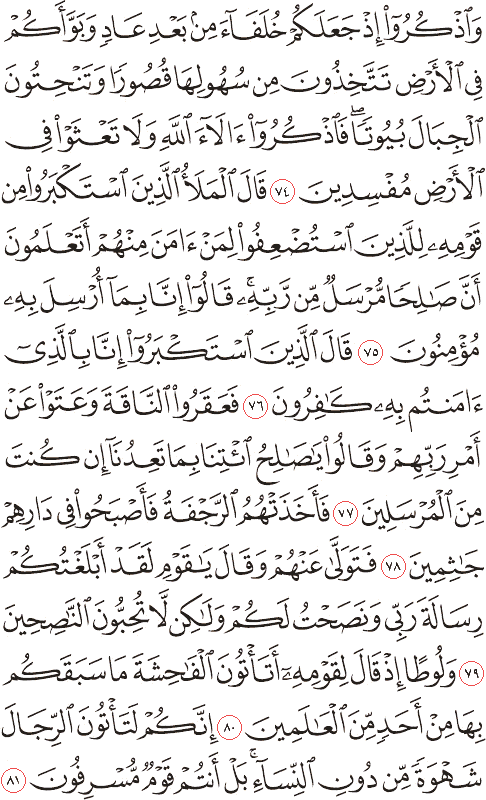 وَٱذْكُرُوٓا۟ إِذْ جَعَلَكُمْ خُلَفَآءَ مِنۢ بَعْدِ عَادٍ وَبَوَّأَكُمْ
فِى ٱلْأَرْضِ تَتَّخِذُونَ مِن سُهُولِهَا قُصُورًا وَتَنْحِتُونَ
ٱلْجِبَالَ بُيُوتًا ۖ فَٱذْكُرُوٓا۟ ءَالَآءَ ٱللَّهِ وَلَا تَعْثَوْا۟ فِى
ٱلْأَرْضِ مُفْسِدِينَ ٧٤ قَالَ ٱلْمَلَأُ ٱلَّذِينَ ٱسْتَكْبَرُوا۟ مِن
قَوْمِهِۦ لِلَّذِينَ ٱسْتُضْعِفُوا۟ لِمَنْ ءَامَنَ مِنْهُمْ أَتَعْلَمُونَ
أَنَّ صَٰلِحًا مُّرْسَلٌ مِّن رَّبِّهِۦ ۚ قَالُوٓا۟ إِنَّا بِمَآ أُرْسِلَ بِهِۦ
مُؤْمِنُونَ ٧٥ قَالَ ٱلَّذِينَ ٱسْتَكْبَرُوٓا۟ إِنَّا بِٱلَّذِىٓ
ءَامَنتُم بِهِۦ كَٰفِرُونَ ٧٦ فَعَقَرُوا۟ ٱلنَّاقَةَ وَعَتَوْا۟ عَنْ
أَمْرِ رَبِّهِمْ وَقَالُوا۟ يَٰصَٰلِحُ ٱئْتِنَا بِمَا تَعِدُنَآ إِن كُنتَ
مِنَ ٱلْمُرْسَلِينَ ٧٧ فَأَخَذَتْهُمُ ٱلرَّجْفَةُ فَأَصْبَحُوا۟ فِى دَارِهِمْ
جَٰثِمِينَ ٧٨ فَتَوَلَّىٰ عَنْهُمْ وَقَالَ يَٰقَوْمِ لَقَدْ أَبْلَغْتُكُمْ
رِسَالَةَ رَبِّى وَنَصَحْتُ لَكُمْ وَلَٰكِن لَّا تُحِبُّونَ ٱلنَّٰصِحِينَ
٧٩ وَلُوطًا إِذْ قَالَ لِقَوْمِهِۦٓ أَتَأْتُونَ ٱلْفَٰحِشَةَ مَا سَبَقَكُم
بِهَا مِنْ أَحَدٍ مِّنَ ٱلْعَٰلَمِينَ ٨٠ إِنَّكُمْ لَتَأْتُونَ ٱلرِّجَالَ
شَهْوَةً مِّن دُونِ ٱلنِّسَآءِ ۚ بَلْ أَنتُمْ قَوْمٌ مُّسْرِفُونَ ٨١